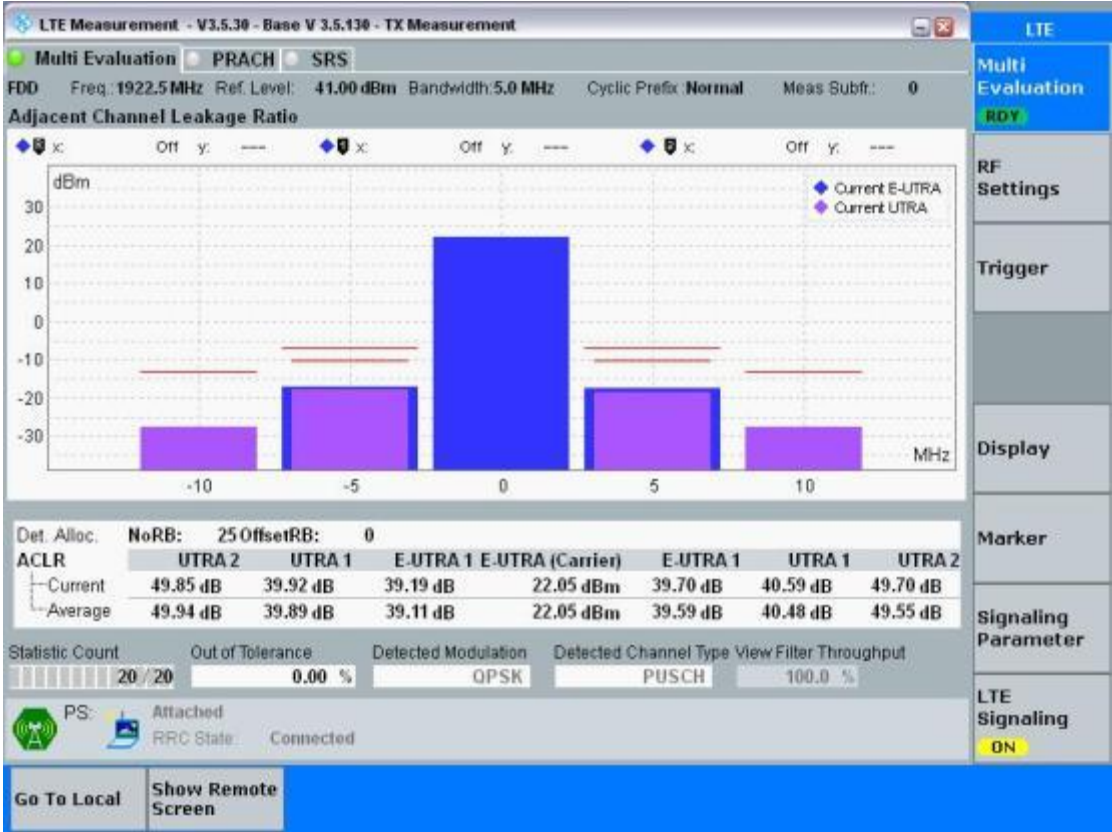 LTE Measurement - V3.5.30 - Base V 3.5.130 - TX Measurement
LTE
Multi Evaluation PRACH SRS
Multi Evaluation
RDY
FDD Freq.:1922.5 MHz Ref. Level: 41.00 dBm Bandwidth:5.0 MHz Cyclic Prefix :Normal Meas Subfr.: 0
Adjacent Channel Leakage Ratio
x: Off y: --- x: Off y: --- x: Off y: ---
RF Settings
dBm
Current E-UTRA
Current UTRA
30
20
10
0
-10
-20
-30
MHz
-10 -5 0 5 10
Trigger
Display
Marker
Signaling Parameter
LTE Signaling
ON
Det. Alloc. NoRB: 25 OffsetRB: 0
ACLR UTRA 2 UTRA 1 E-UTRA 1 E-UTRA (Carrier) E-UTRA 1 UTRA 1 UTRA 2
Current 49.85 dB 39.92 dB 39.19 dB 22.05 dBm 39.70 dB 40.59 dB 49.70 dB
Average 49.94 dB 39.89 dB 39.11 dB 22.05 dBm 39.59 dB 40.48 dB 49.55 dB
Statistic Count Out of Tolerance Detected Modulation Detected Channel Type View Filter Throughput
20 / 20 0.00 % QPSK PUSCH 100.0 %
PS: Attached
RRC State: Connected
Go To Local Show Remote Screen